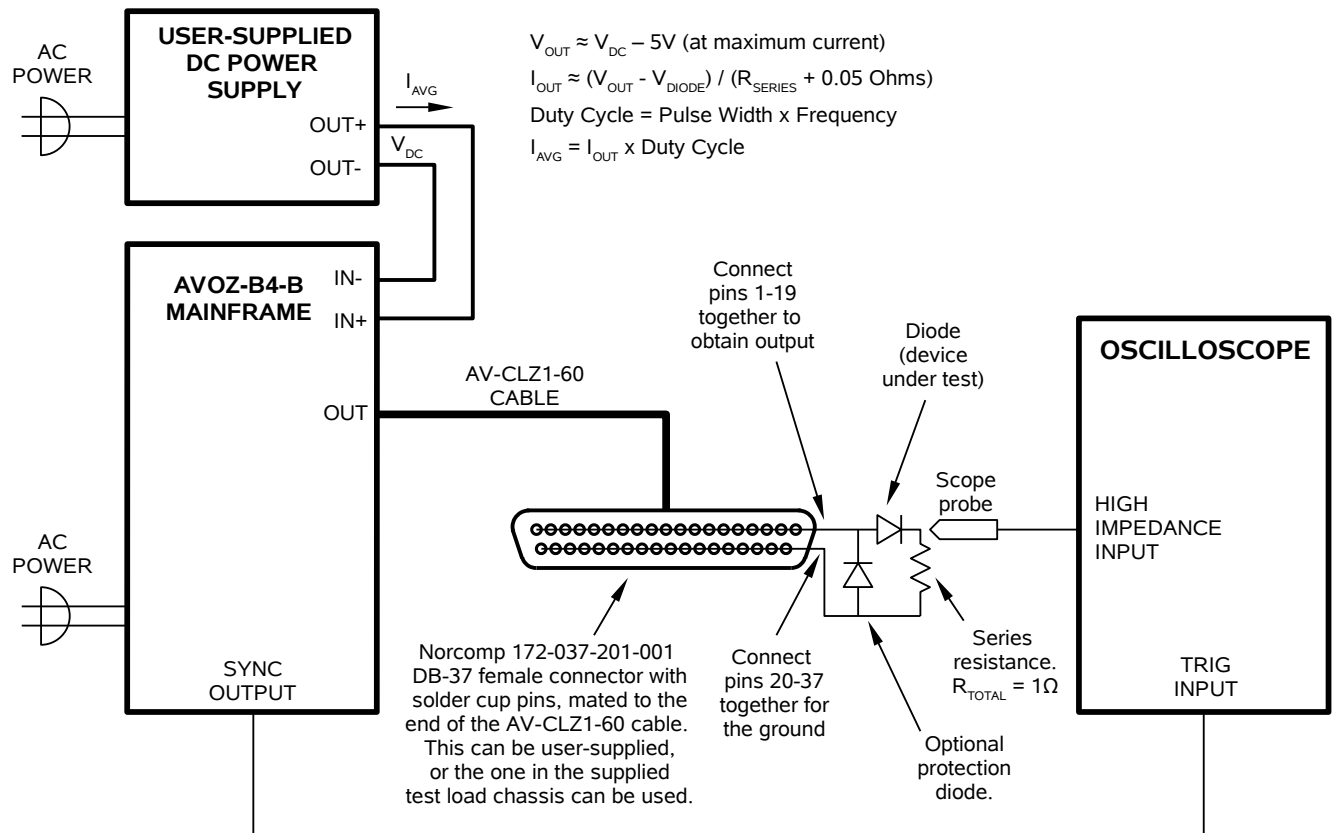 AC
POWER
USER-SUPPLIED
DC POWER
SUPPLY
OUT+
OUT-
I_AVG
V_DC
V_OUT ≈ V_DC – 5V (at maximum current)
I_OUT ≈ (V_OUT - V_DIODE) / (R_SERIES + 0.05 Ohms)
Duty Cycle = Pulse Width x Frequency
I_AVG = I_OUT x Duty Cycle
AVOZ-B4-B
MAINFRAME
IN-
IN+
OUT
AC
POWER
SYNC
OUTPUT
AV-CLZ1-60
CABLE
Connect
pins 1-19
together to
obtain output
Diode
(device
under test)
Scope
probe
OSCILLOSCOPE
HIGH
IMPEDANCE
INPUT
TRIG
INPUT
Norcomp 172-037-201-001
DB-37 female connector with
solder cup pins, mated to the
end of the AV-CLZ1-60 cable.
This can be user-supplied,
or the one in the supplied
test load chassis can be used.
Connect
pins 20-37
together for
the ground
Series
resistance.
R_TOTAL = 1Ω
Optional
protection
diode.